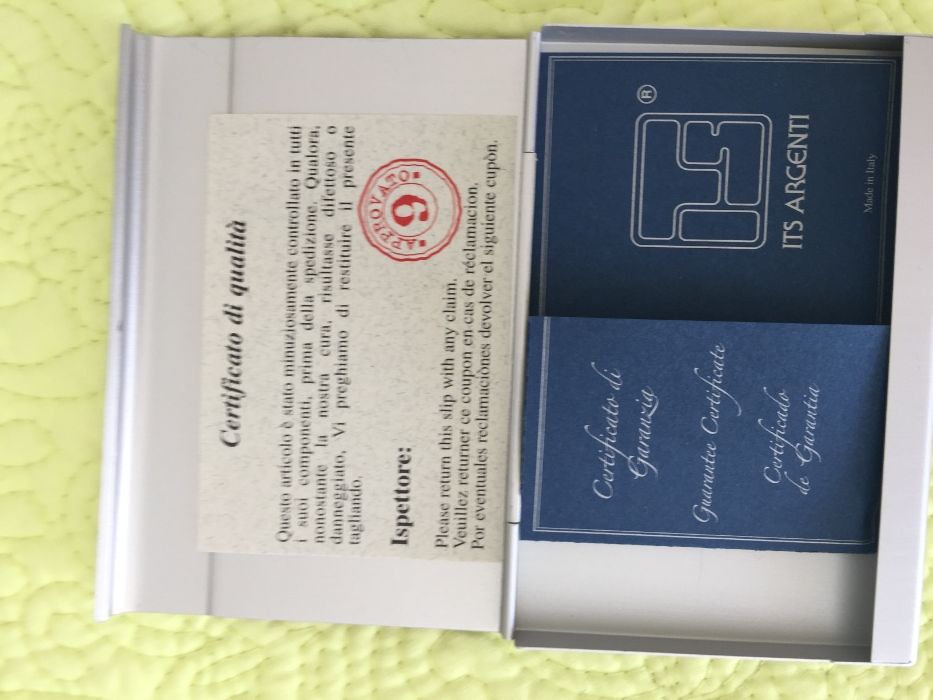 Certificato di qualità
Questo articolo è stato minuziosamente controllato in tutti
i suoi componenti, prima della spedizione. Qualora,
nonostante la nostra cura, risultasse difettoso o
danneggiato, Vi preghiamo di restituire il presente
tagliando.
Ispettore:
APPROVATO
9
Please return this slip with any claim.
Veuillez returner ce coupon en cas de réclamacion.
Por eventuales reclamaciònes devolver el siguiente cupòn.
®
ITS ARGENTI
Made in Italy
Certificato di
Garanzia
Guarantee Certificate
Certificado
de Garantia